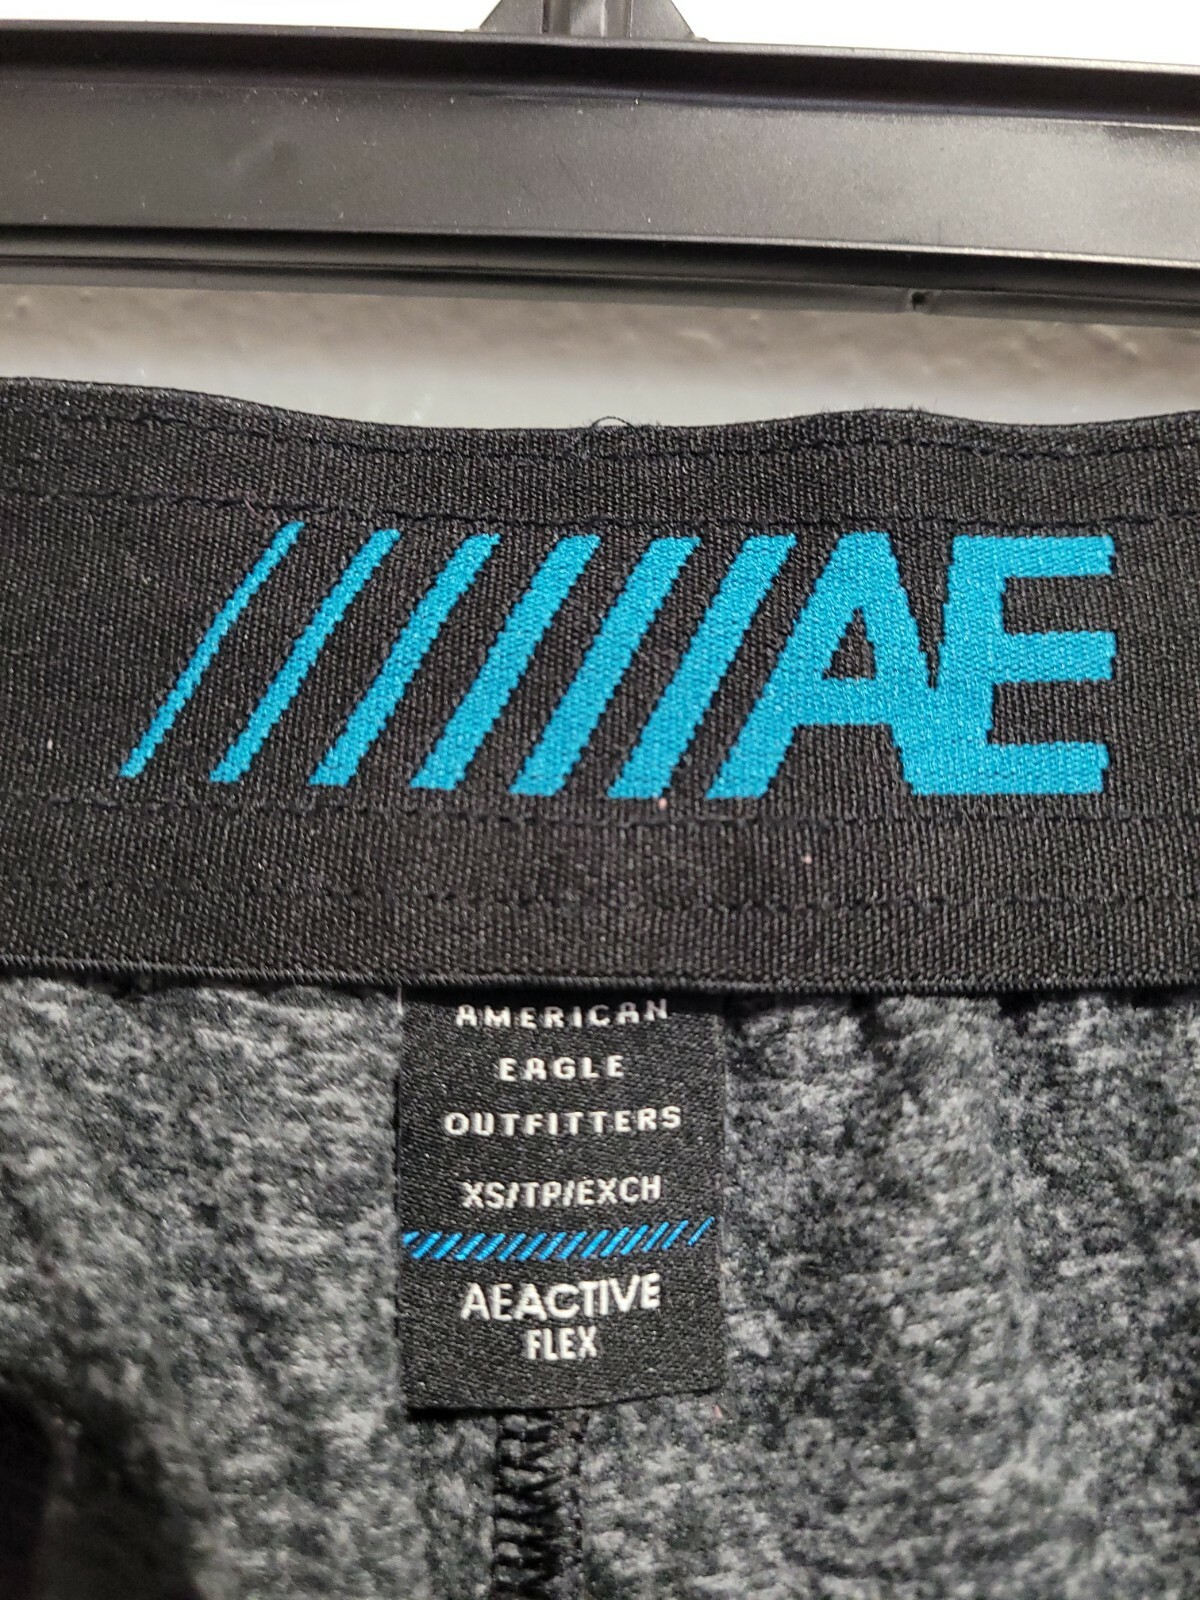 AE
AMERICAN
EAGLE
OUTFITTERS
XS/TP/EXCH
AEACTIVE
FLEX